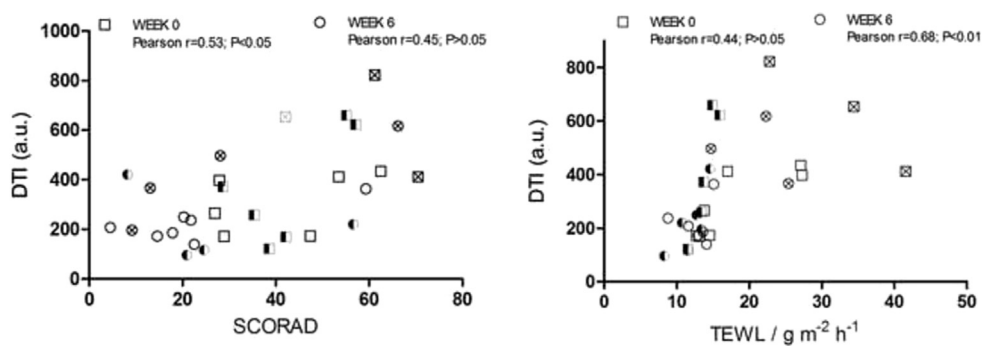 WEEK 0
WEEK 6
Pearson r=0.53; P<0.05
Pearson r=0.45; P>0.05
1000
800
600
400
200
0
DTI (a.u.)
0 20 40 60 80
SCORAD
WEEK 0
WEEK 6
Pearson r=0.44; P>0.05
Pearson r=0.68; P<0.01
800
600
400
200
0
DTI (a.u.)
0 10 20 30 40 50
TEWL / g m⁻² h⁻¹